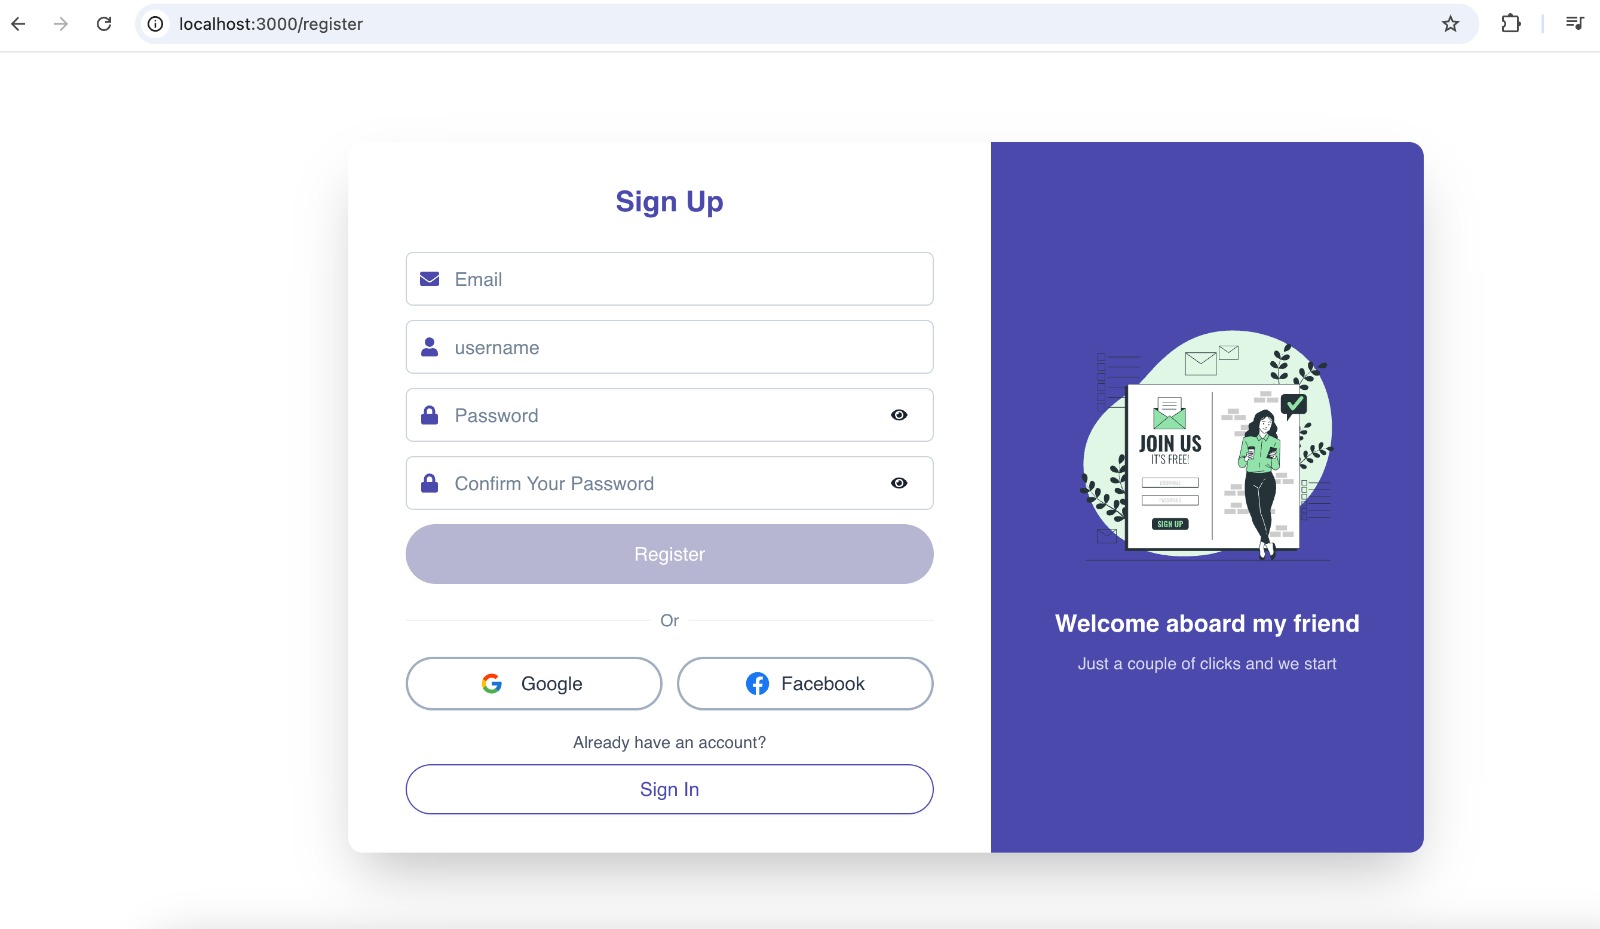 localhost:3000/register
Sign Up
Email
username
Password
Confirm Your Password
Register
Or
Google
Facebook
Already have an account?
Sign In
JOIN US
IT'S FREE!
SIGN UP
Welcome aboard my friend
Just a couple of clicks and we start